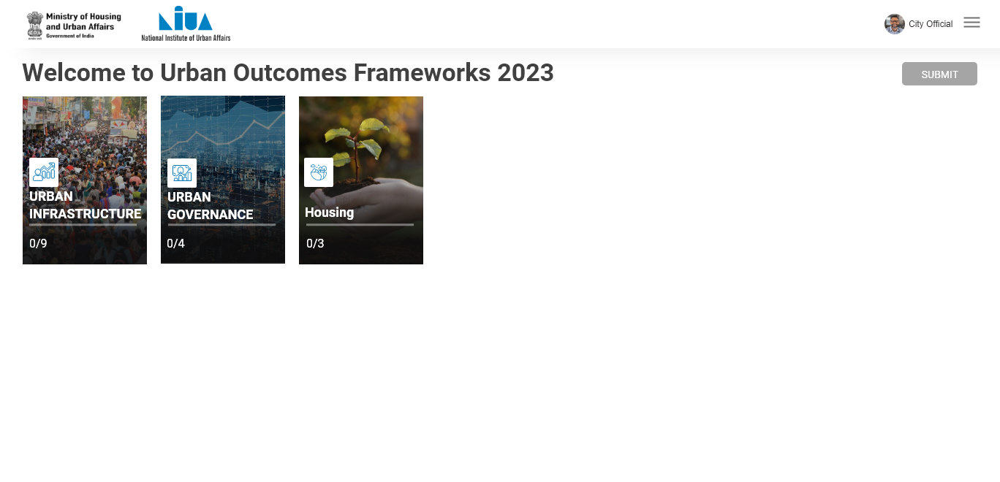 Ministry of Housing
and Urban Affairs
Government of India
NIUA
National Institute of Urban Affairs
City Official
Welcome to Urban Outcomes Frameworks 2023
SUBMIT
URBAN
INFRASTRUCTURE
0/9
URBAN
GOVERNANCE
0/4
Housing
0/3